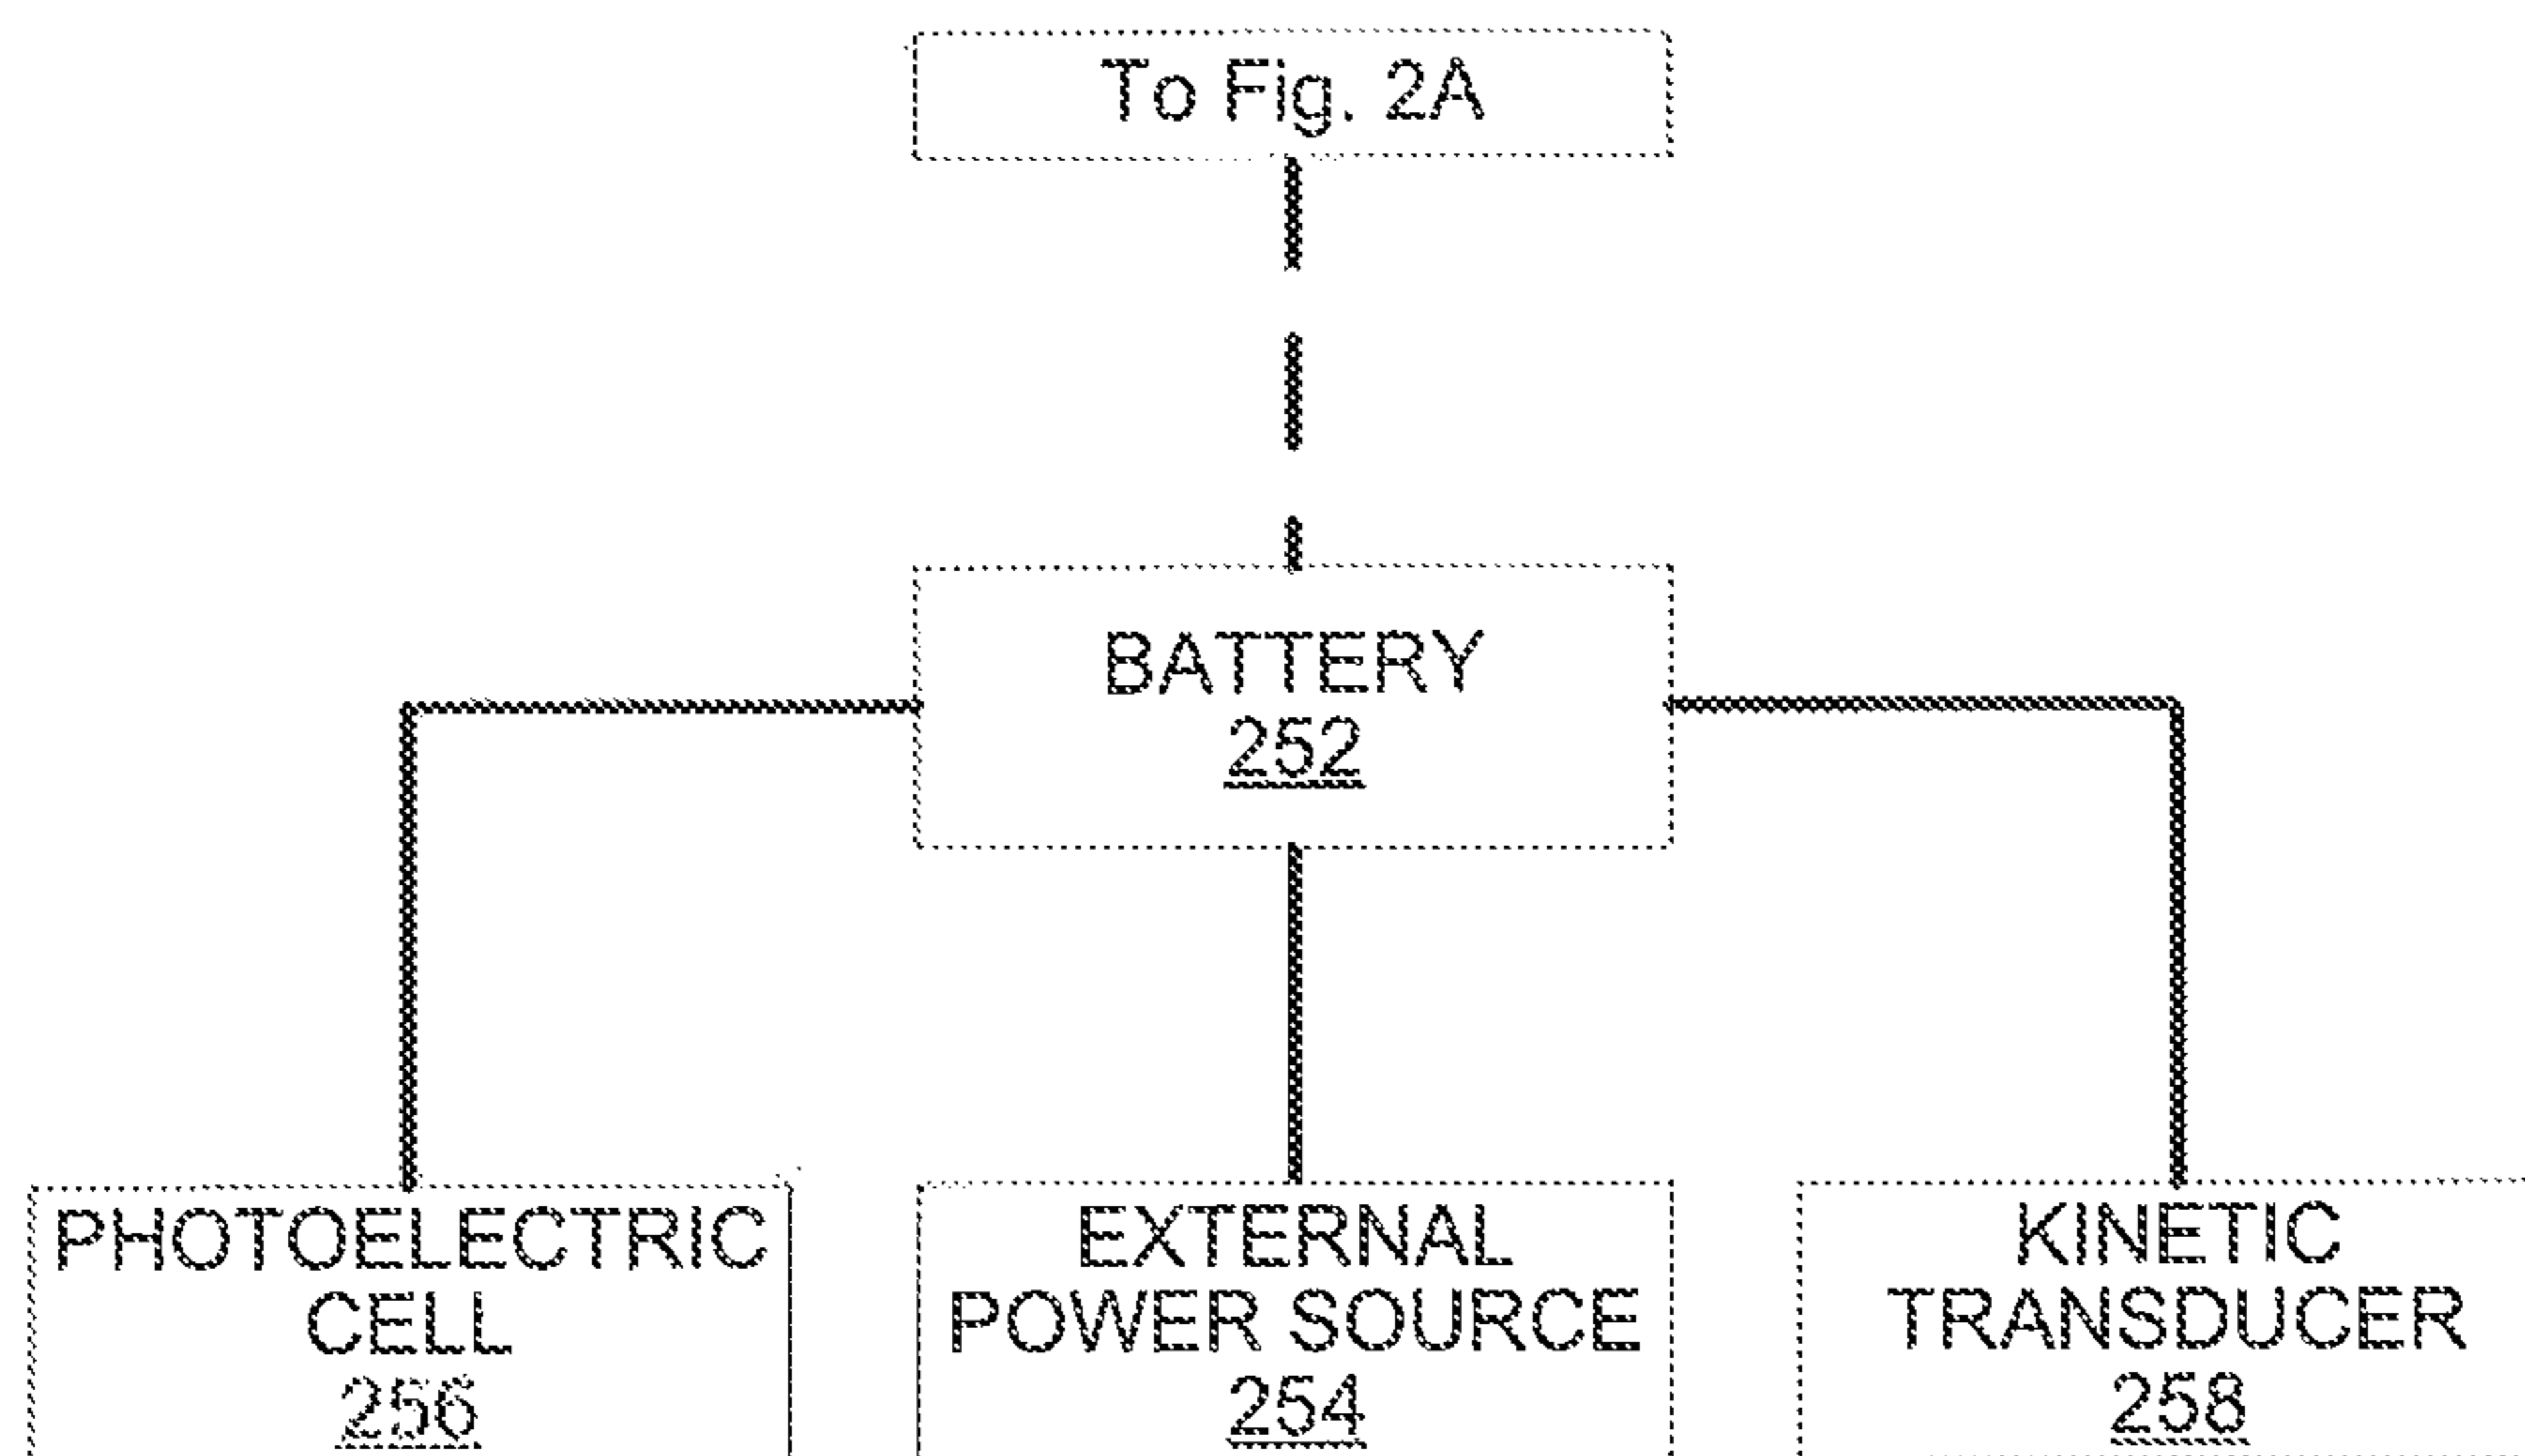 To Fig. 2A
BATTERY
252
PHOTOELECTRIC
CELL
256
EXTERNAL
POWER SOURCE
254
KINETIC
TRANSDUCER
258